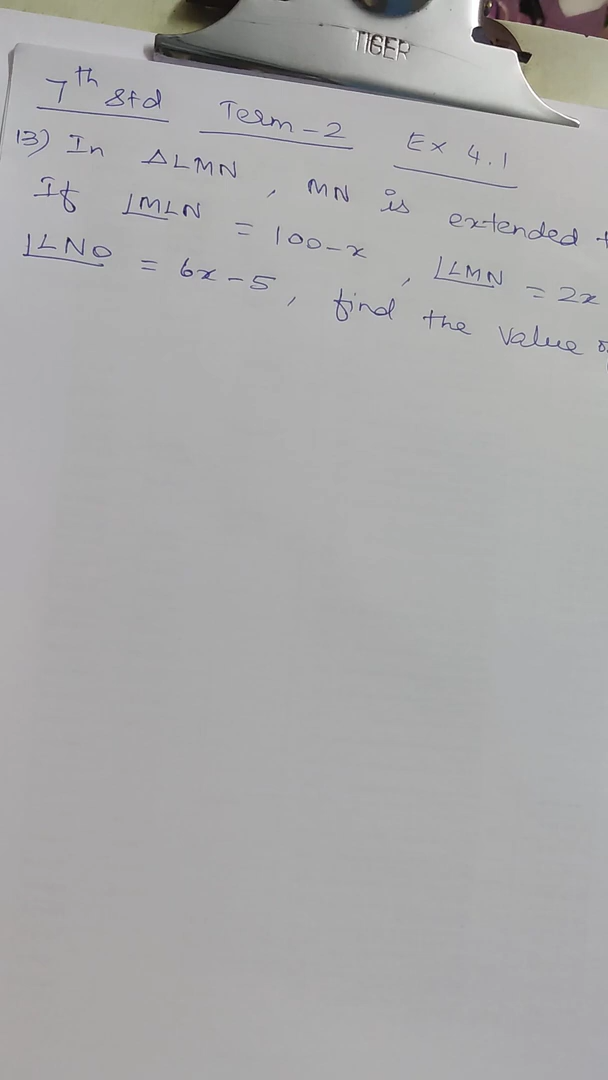 TIGER
7th Std Term-2 Ex 4.1
13) In △LMN, MN is extended
If ∠MLN = 100-x, ∠LMN = 2x
∠LNO = 6x-5, find the value